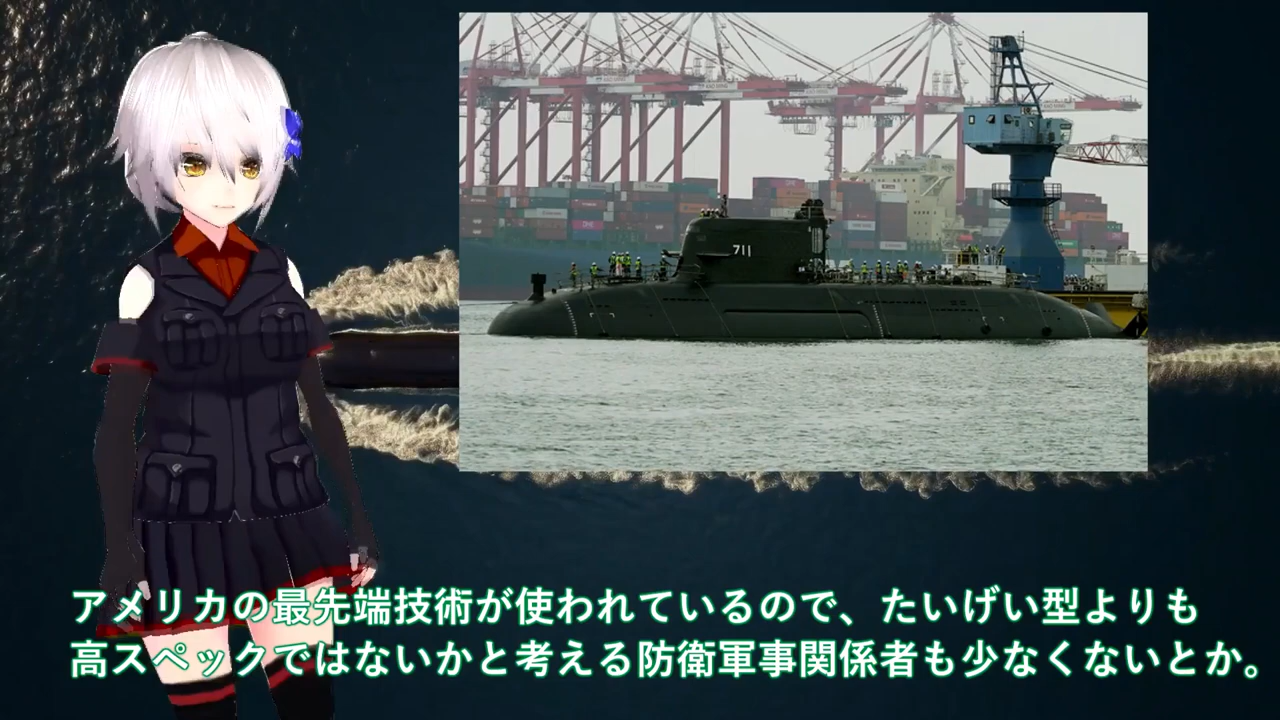 711
アメリカの最先端技術が使われているので、たいげい型よりも
高スペックではないかと考える防衛軍事関係者も少なくないとか。